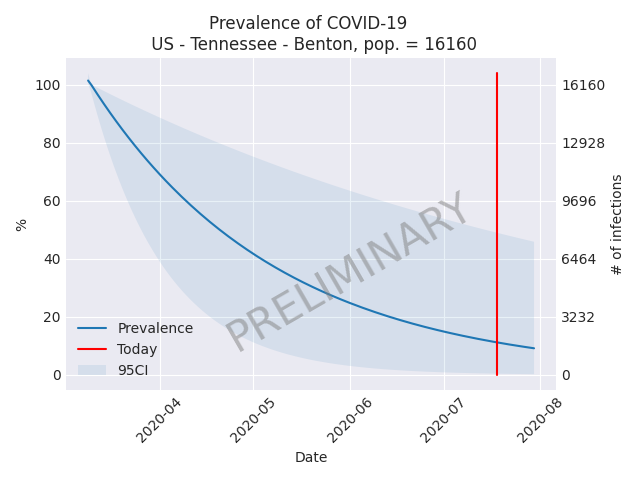 Prevalence of COVID-19
US - Tennessee - Benton, pop. = 16160
100
80
60
40
20
0
%
16160
12928
9696
6464
3232
0
# of infections
PRELIMINARY
Prevalence
Today
95CI
2020-04
2020-05
2020-06
2020-07
2020-08
Date